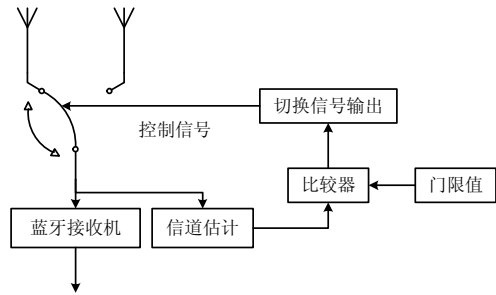 切换信号输出
控制信号
比较器
门限值
蓝牙接收机
信道估计